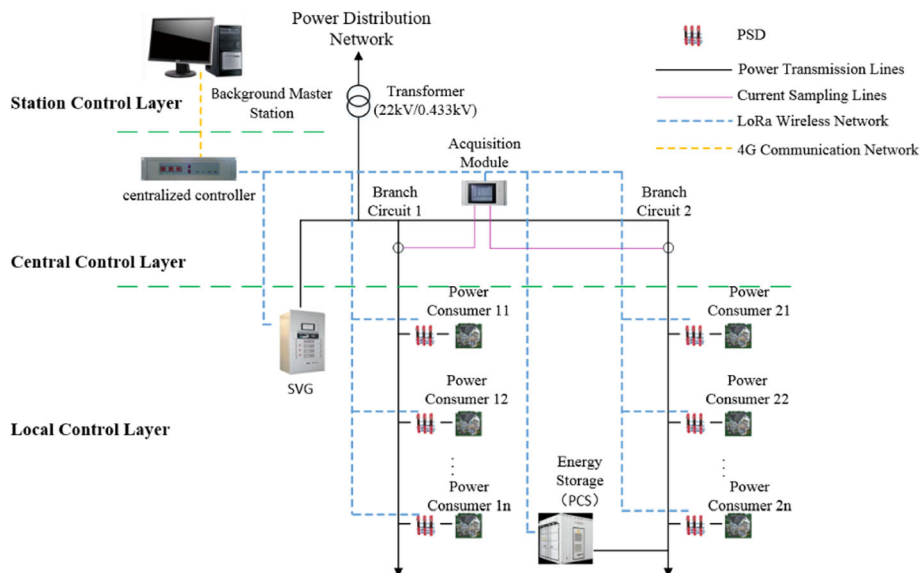 Power Distribution
Network
Transformer
(22kV/0.433kV)
Background Master
Station
Station Control Layer
PSD
Power Transmission Lines
Current Sampling Lines
LoRa Wireless Network
4G Communication Network
centralized controller
Acquisition
Module
Branch
Circuit 1
Branch
Circuit 2
Central Control Layer
Power
Consumer 11
Power
Consumer 21
SVG
Power
Consumer 12
Power
Consumer 22
Local Control Layer
Energy
Storage
(PCS)
Power
Consumer 1n
Power
Consumer 2n